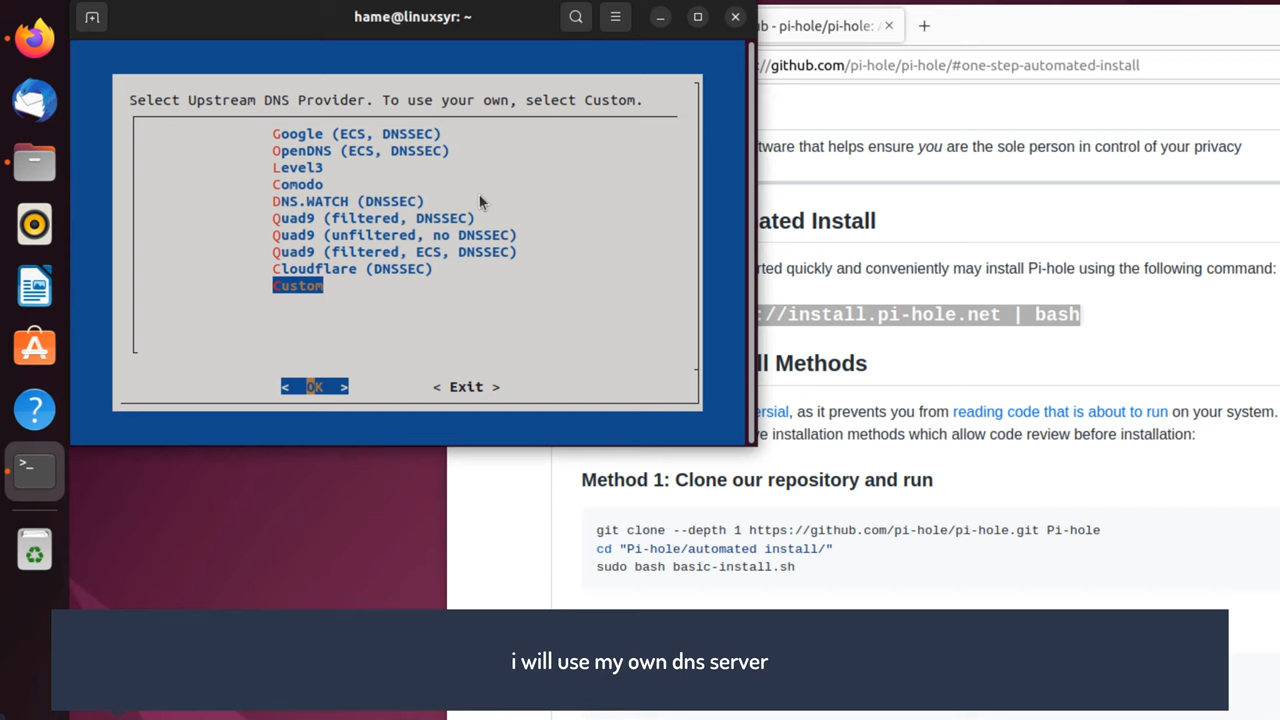 hame@linuxsyr: ~
Select Upstream DNS Provider. To use your own, select Custom.
Google (ECS, DNSSEC)
OpenDNS (ECS, DNSSEC)
Level3
Comodo
DNS.WATCH (DNSSEC)
Quad9 (filtered, DNSSEC)
Quad9 (unfiltered, no DNSSEC)
Quad9 (filtered, ECS, DNSSEC)
Cloudflare (DNSSEC)
Custom
< OK >
< Exit >
- pi-hole/pi-hole:
//github.com/pi-hole/pi-hole/#one-step-automated-install
that helps ensure you are the sole person in control of your privacy
Install
quickly and conveniently may install Pi-hole using the following command:
://install.pi-hole.net | bash
Methods
, as it prevents you from reading code that is about to run on your system.
installation methods which allow code review before installation:
Method 1: Clone our repository and run
git clone --depth 1 https://github.com/pi-hole/pi-hole.git Pi-hole
cd "Pi-hole/automated install/"
sudo bash basic-install.sh
i will use my own dns server